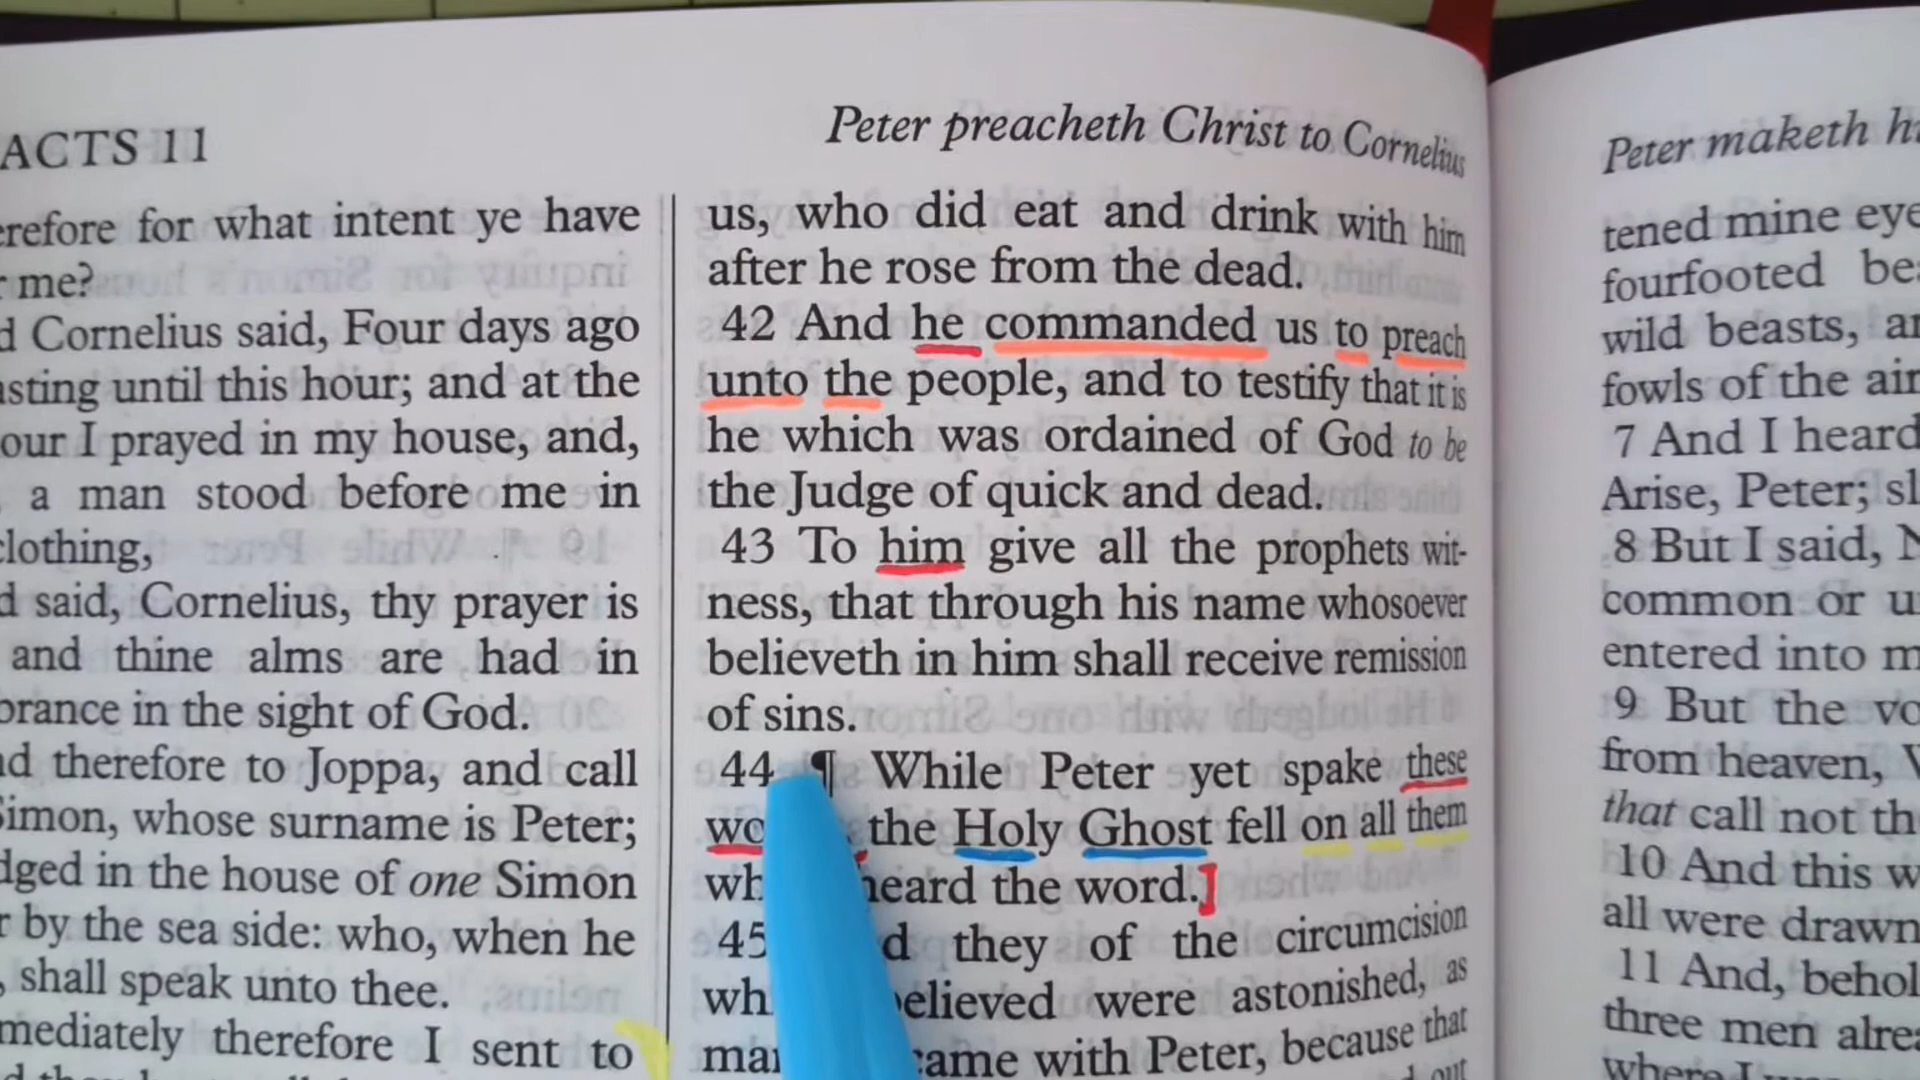 ACTS 11
Peter preacheth Christ to Cornelius
erefore for what intent ye have
me?
Cornelius said, Four days ago
asting until this hour; and at the
our I prayed in my house, and,
a man stood before me in
clothing,
said, Cornelius, thy prayer is
and thine alms are had in
brance in the sight of God.
therefore to Joppa, and call
Simon, whose surname is Peter;
dged in the house of one Simon
by the sea side: who, when he
, shall speak unto thee.
mediately therefore I sent to
us, who did eat and drink with him
after he rose from the dead.
42 And he commanded us to preach
unto the people, and to testify that it is
he which was ordained of God to be
the Judge of quick and dead.
43 To him give all the prophets wit-
ness, that through his name whosoever
believeth in him shall receive remission
of sins.
44 ¶ While Peter yet spake these
the Holy Ghost fell on all them
heard the word.]
45 they of the circumcision
believed were astonished, as
came with Peter, because that
out
Peter maketh
tened mine eye
fourfooted
wild beasts,
fowls of the air
7 And I heard
Arise, Peter;
8 But I said,
common or
entered into
9 But the
from heaven,
that call not
10 And this
all were drawn
11 And,
three men
where I